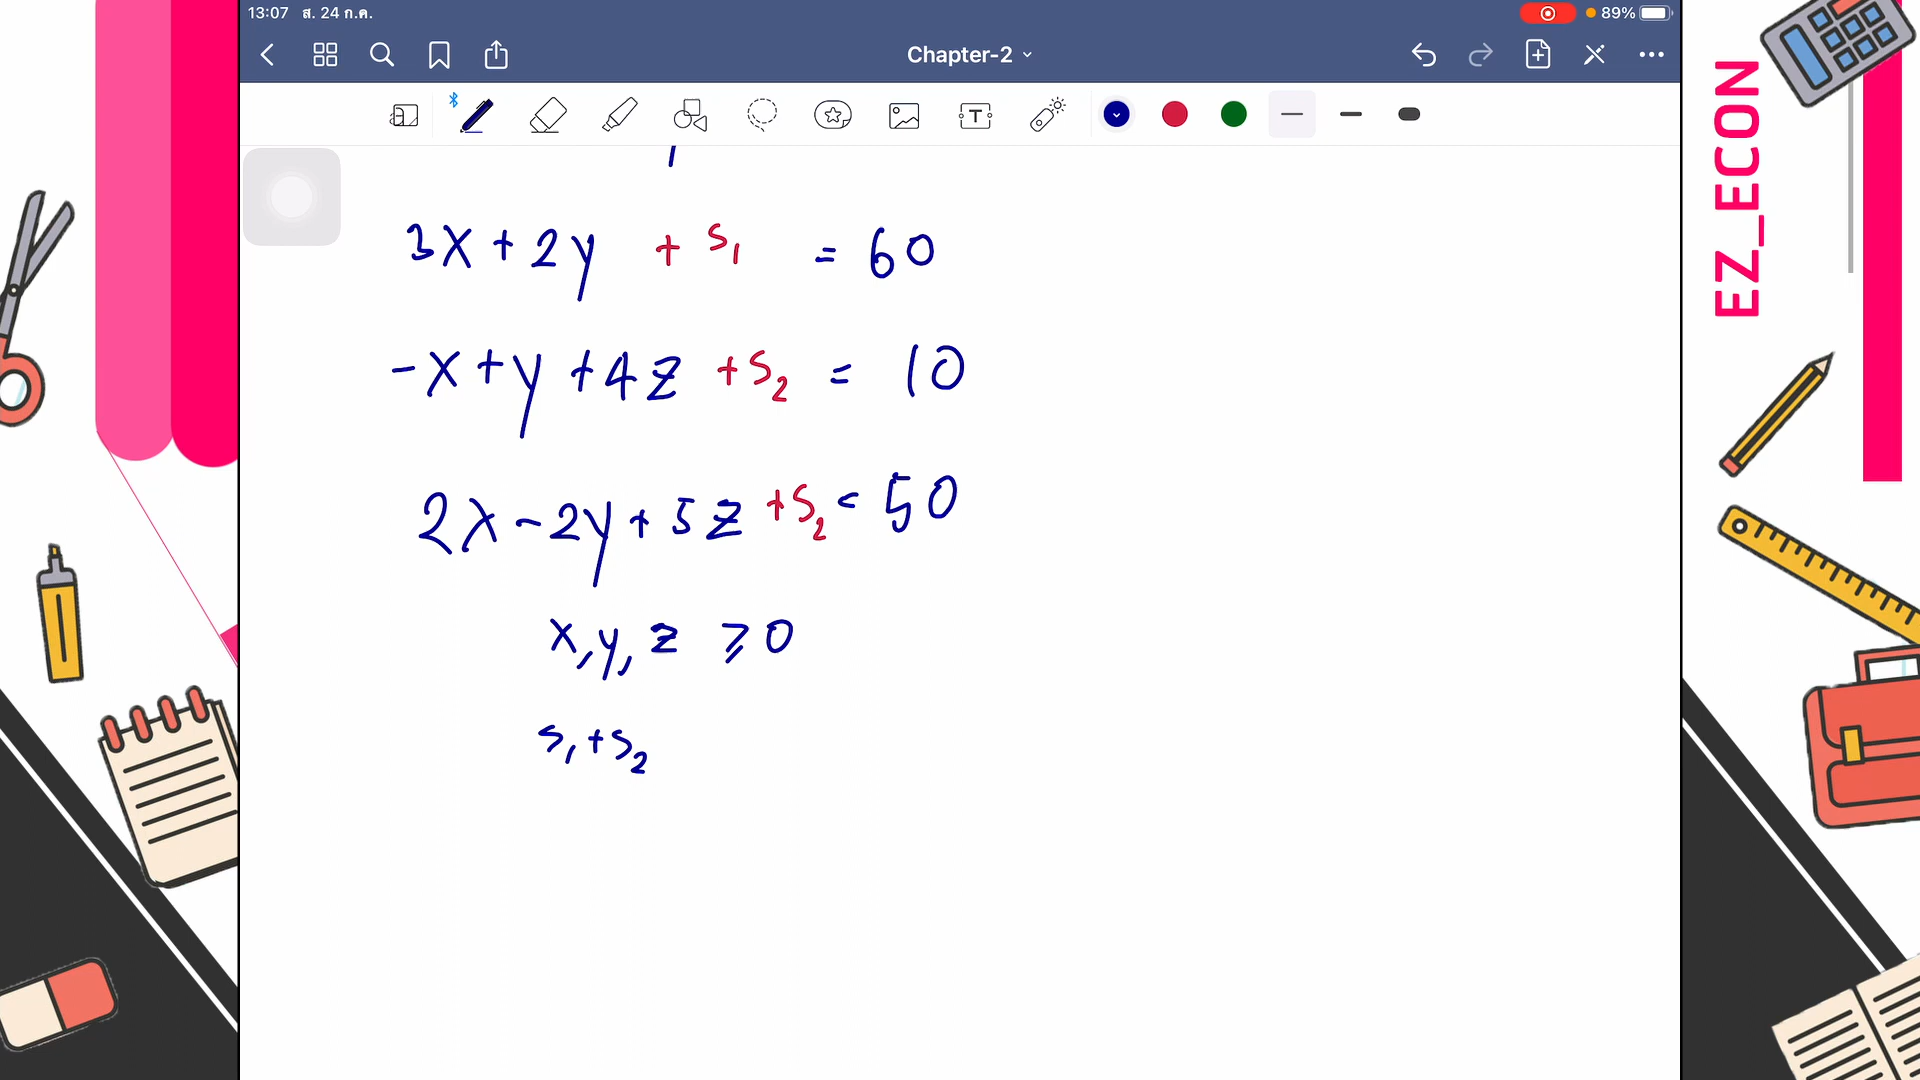 13:07 ส. 24 ก.ค.
89%
Chapter-2
3x + 2y + s₁ = 60
-x + y + 4z + s₂ = 10
2x - 2y + 5z + s₂ = 50
x, y, z ⩾ 0
s₁ + s₂
EZ_ECON